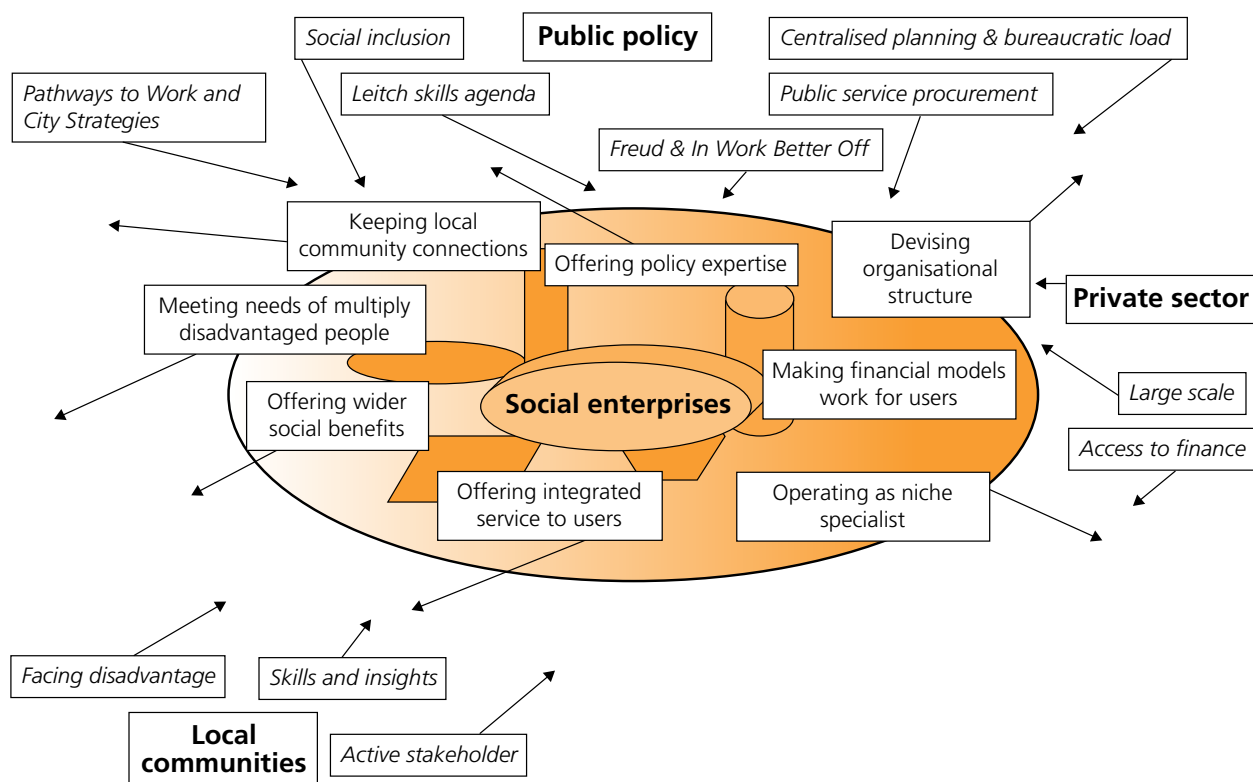 Social inclusion
Public policy
Centralised planning & bureaucratic load
Pathways to Work and
City Strategies
Leitch skills agenda
Public service procurement
Freud & In Work Better Off
Keeping local
community connections
Offering policy expertise
Devising
organisational
structure
Private sector
Meeting needs of multiply
disadvantaged people
Making financial models
work for users
Large scale
Offering wider
social benefits
Social enterprises
Access to finance
Offering integrated
service to users
Operating as niche
specialist
Facing disadvantage
Skills and insights
Local
communities
Active stakeholder